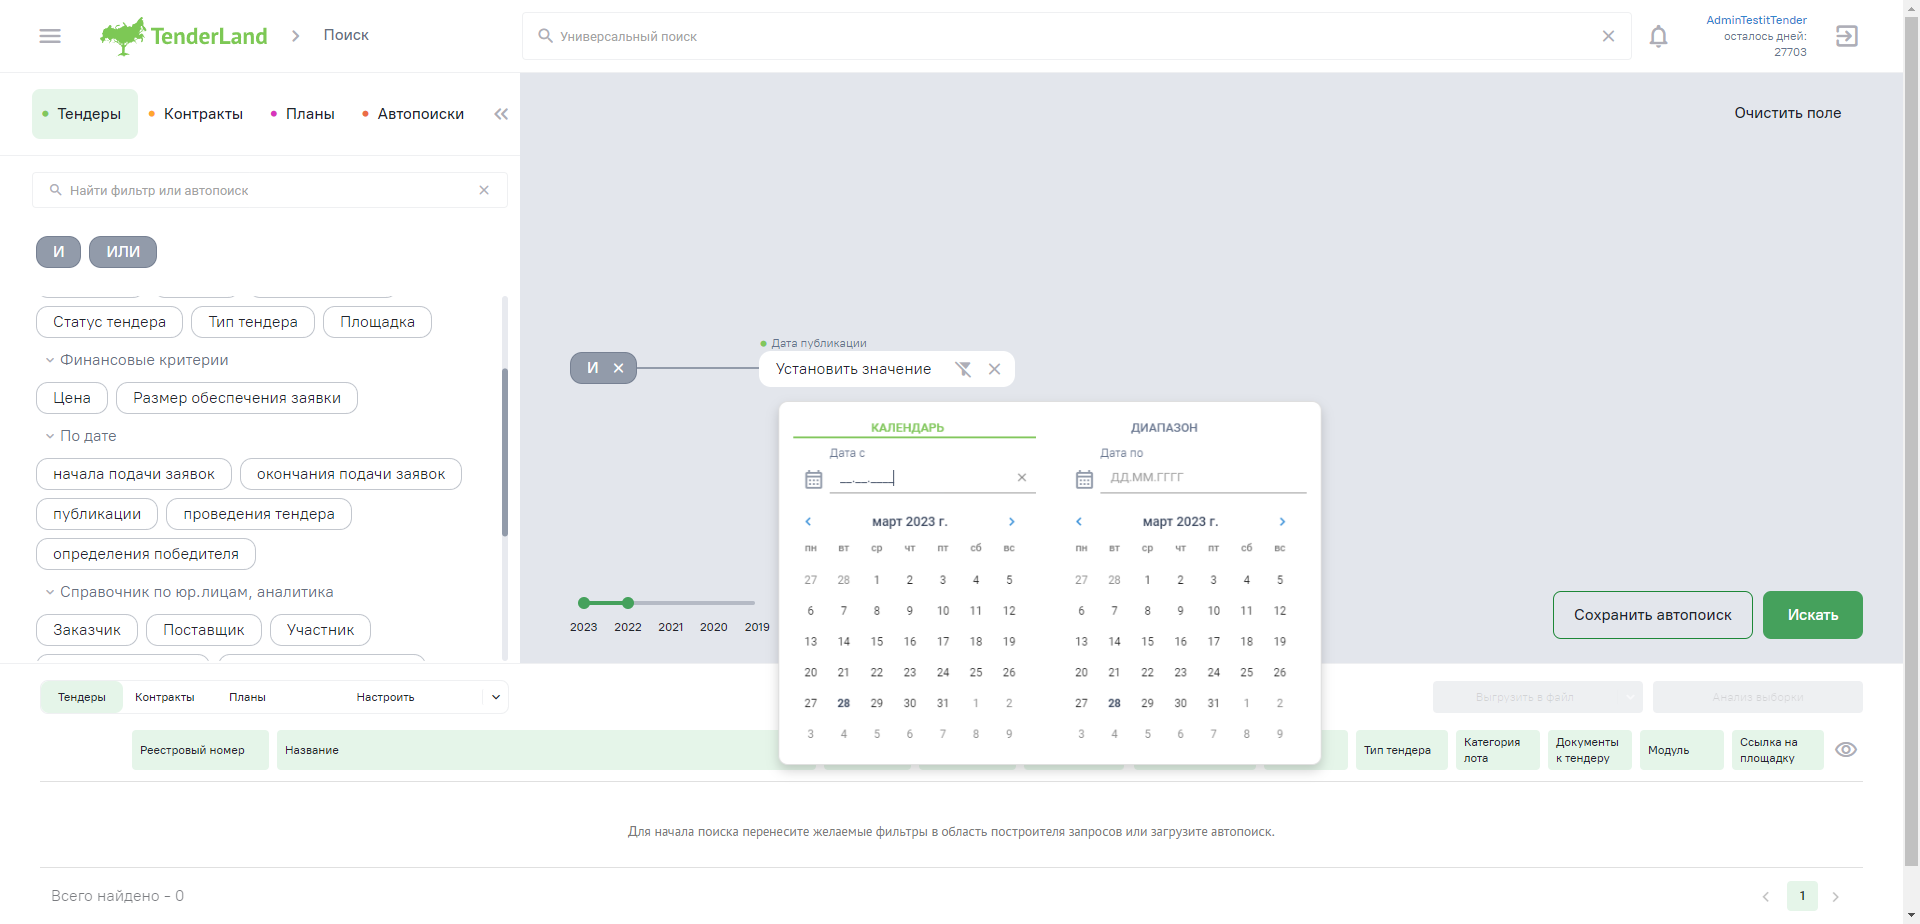 TenderLand
Поиск
Универсальный поиск
AdminTestitTender
осталось дней:
27703
Тендеры
Контракты
Планы
Автопоиски
Очистить поле
Найти фильтр или автопоиск
И
ИЛИ
Статус тендера
Тип тендера
Площадка
Финансовые критерии
Цена
Размер обеспечения заявки
По дате
начала подачи заявок
окончания подачи заявок
публикации
проведения тендера
определения победителя
Справочник по юр.лицам, аналитика
Заказчик
Поставщик
Участник
Дата публикации
И
Установить значение
КАЛЕНДАРЬ
ДИАПАЗОН
Дата с
Дата по
__.__.____
ДД.ММ.ГГГГ
март 2023 г.
пн вт ср чт пт сб вс
27 28 1 2 3 4 5
6 7 8 9 10 11 12
13 14 15 16 17 18 19
20 21 22 23 24 25 26
27 28 29 30 31 1 2
3 4 5 6 7 8 9
март 2023 г.
пн вт ср чт пт сб вс
27 28 1 2 3 4 5
6 7 8 9 10 11 12
13 14 15 16 17 18 19
20 21 22 23 24 25 26
27 28 29 30 31 1 2
3 4 5 6 7 8 9
2023 2022 2021 2020 2019
Сохранить автопоиск
Искать
Тендеры
Контракты
Планы
Настроить
Выгрузить в файл
Анализ выборки
Реестровый номер
Название
Тип тендера
Категория
лота
Документы
к тендеру
Модуль
Ссылка на
площадку
Для начала поиска перенесите желаемые фильтры в область построителя запросов или загрузите автопоиск.
Всего найдено - 0
1